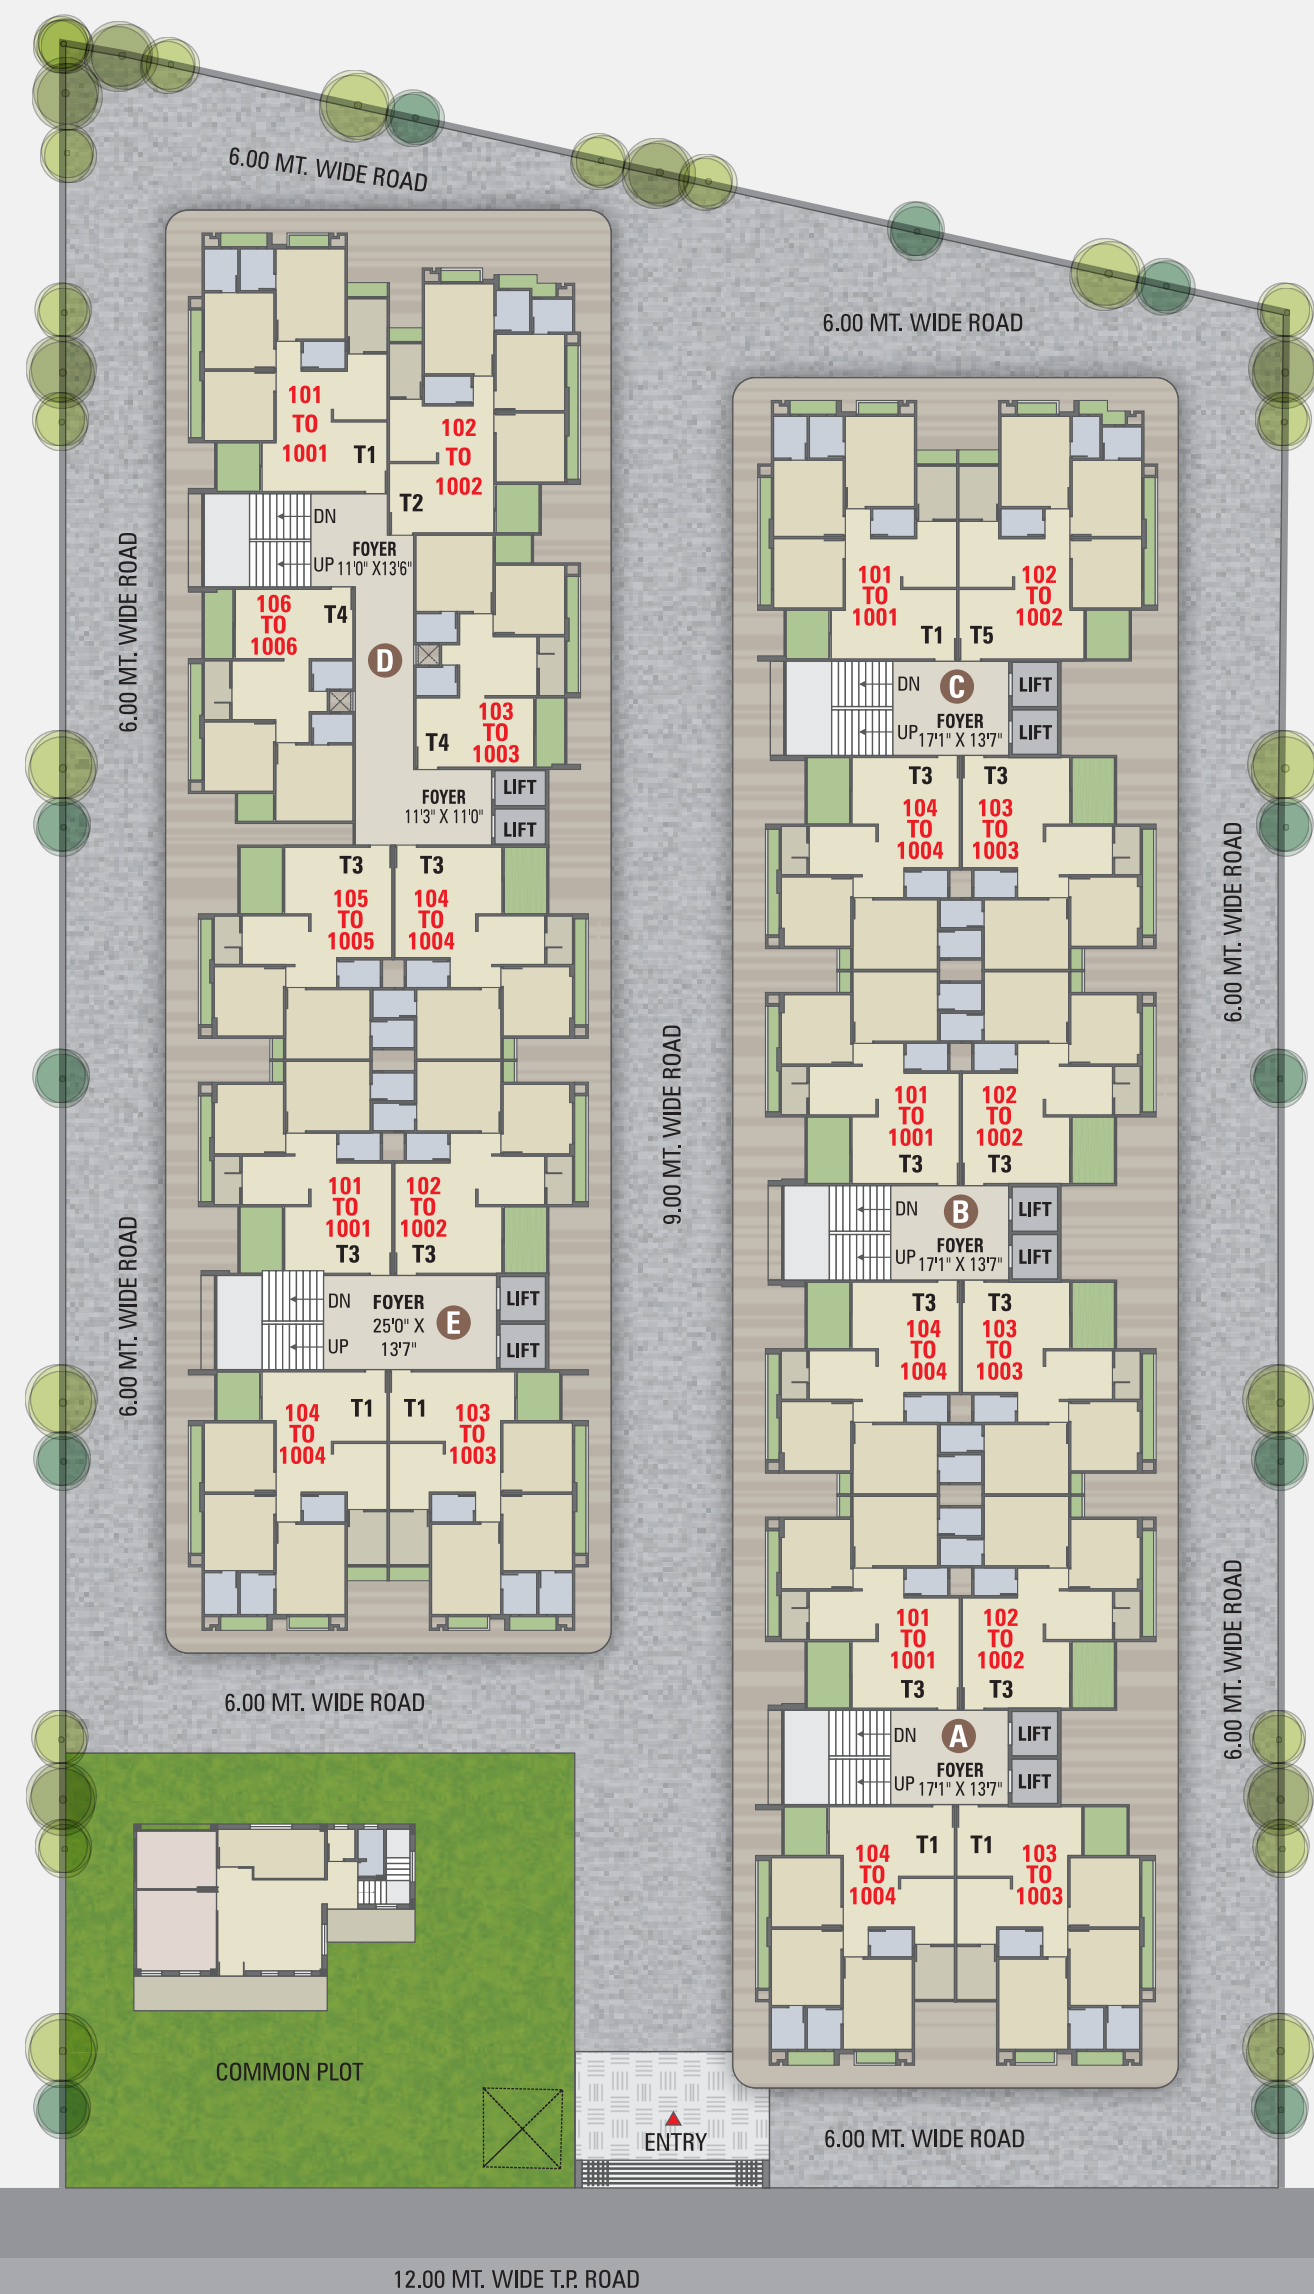 6.00 MT. WIDE ROAD
6.00 MT. WIDE ROAD
101
TO
1001
T1
102
TO
1002
T2
DN
UP
FOYER
11'0" X13'6"
6.00 MT. WIDE ROAD
106
TO
1006
T4
D
103
TO
1003
T4
FOYER
11'3" X 11'0"
LIFT
LIFT
T3
105
TO
1005
T3
104
TO
1004
101
TO
1001
T3
102
TO
1002
T3
6.00 MT. WIDE ROAD
DN
UP
FOYER
25'0" X
13'7"
E
LIFT
LIFT
104
TO
1004
T1
T1
103
TO
1003
6.00 MT. WIDE ROAD
9.00 MT. WIDE ROAD
101
TO
1001
T1
102
TO
1002
T5
DN
UP
C
FOYER
17'1" X 13'7"
LIFT
LIFT
T3
104
TO
1004
T3
103
TO
1003
6.00 MT. WIDE ROAD
101
TO
1001
T3
102
TO
1002
T3
DN
UP
B
FOYER
17'1" X 13'7"
LIFT
LIFT
T3
104
TO
1004
T3
103
TO
1003
101
TO
1001
T3
102
TO
1002
T3
6.00 MT. WIDE ROAD
DN
UP
A
FOYER
17'1" X 13'7"
LIFT
LIFT
T1
104
TO
1004
T1
103
TO
1003
COMMON PLOT
ENTRY
6.00 MT. WIDE ROAD
12.00 MT. WIDE T.P. ROAD